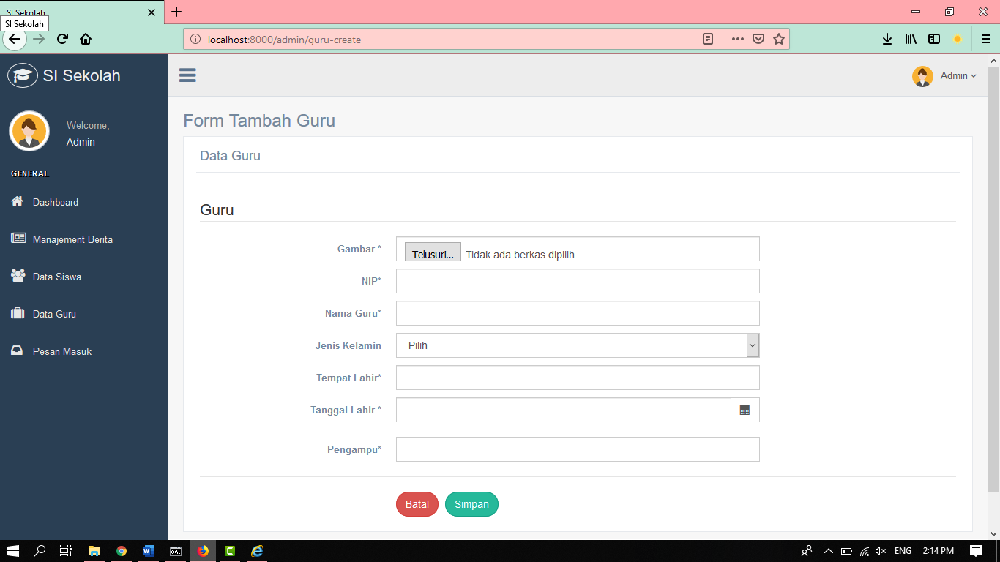 SI Sekolah
SI Sekolah
localhost:8000/admin/guru-create
SI Sekolah
Admin
Welcome,
Admin
GENERAL
Dashboard
Manajement Berita
Data Siswa
Data Guru
Pesan Masuk
Form Tambah Guru
Data Guru
Guru
Gambar *
Telusuri... Tidak ada berkas dipilih.
NIP*
Nama Guru*
Jenis Kelamin
Pilih
Tempat Lahir*
Tanggal Lahir *
Pengampu*
Batal Simpan
ENG 2:14 PM